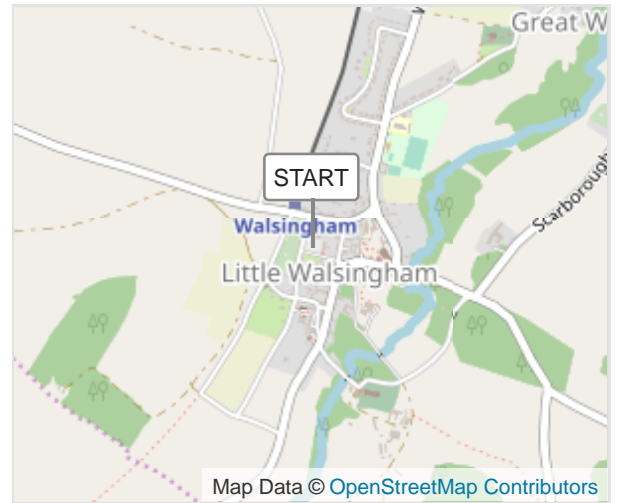 Great W
START
Scarborough
Walsingham
Little Walsingham
Map Data © OpenStreetMap Contributors